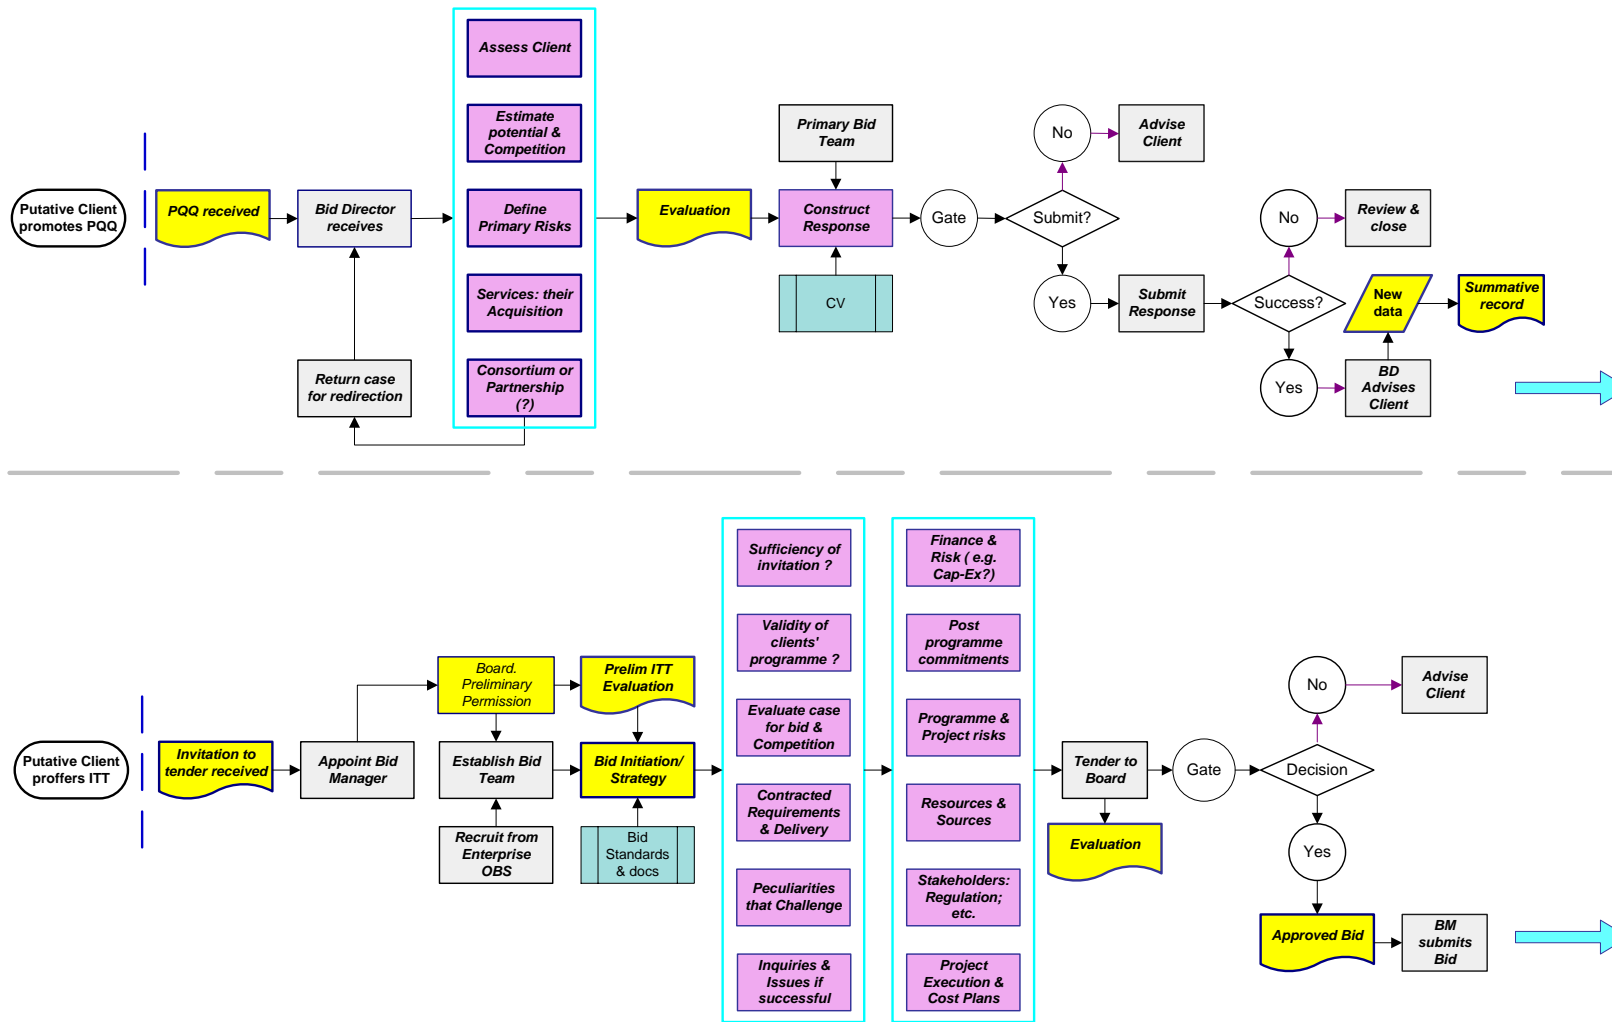 Putative Client
promotes PQQ
PQQ received
Bid Director
receives
Return case
for redirection
Assess Client
Estimate
potential &
Competition
Define
Primary Risks
Services: their
Acquisition
Consortium or
Partnership
(?)
Evaluation
Primary Bid
Team
Construct
Response
CV
Gate
Submit?
No
Advise
Client
Yes
Submit
Response
Success?
No
Review &
close
Yes
BD
Advises
Client
New
data
Summative
record
Putative Client
proffers ITT
Invitation to
tender received
Appoint Bid
Manager
Board.
Preliminary
Permission
Prelim ITT
Evaluation
Establish Bid
Team
Bid Initiation/
Strategy
Recruit from
Enterprise
OBS
Bid
Standards
& docs
Sufficiency of
invitation ?
Validity of
clients'
programme ?
Evaluate case
for bid &
Competition
Contracted
Requirements
& Delivery
Peculiarities
that Challenge
Inquiries &
Issues if
successful
Finance &
Risk ( e.g.
Cap-Ex?)
Post
programme
commitments
Programme &
Project risks
Resources &
Sources
Stakeholders:
Regulation;
etc.
Project
Execution &
Cost Plans
Tender to
Board
Evaluation
Gate
Decision
No
Advise
Client
Yes
Approved Bid
BM
submits
Bid